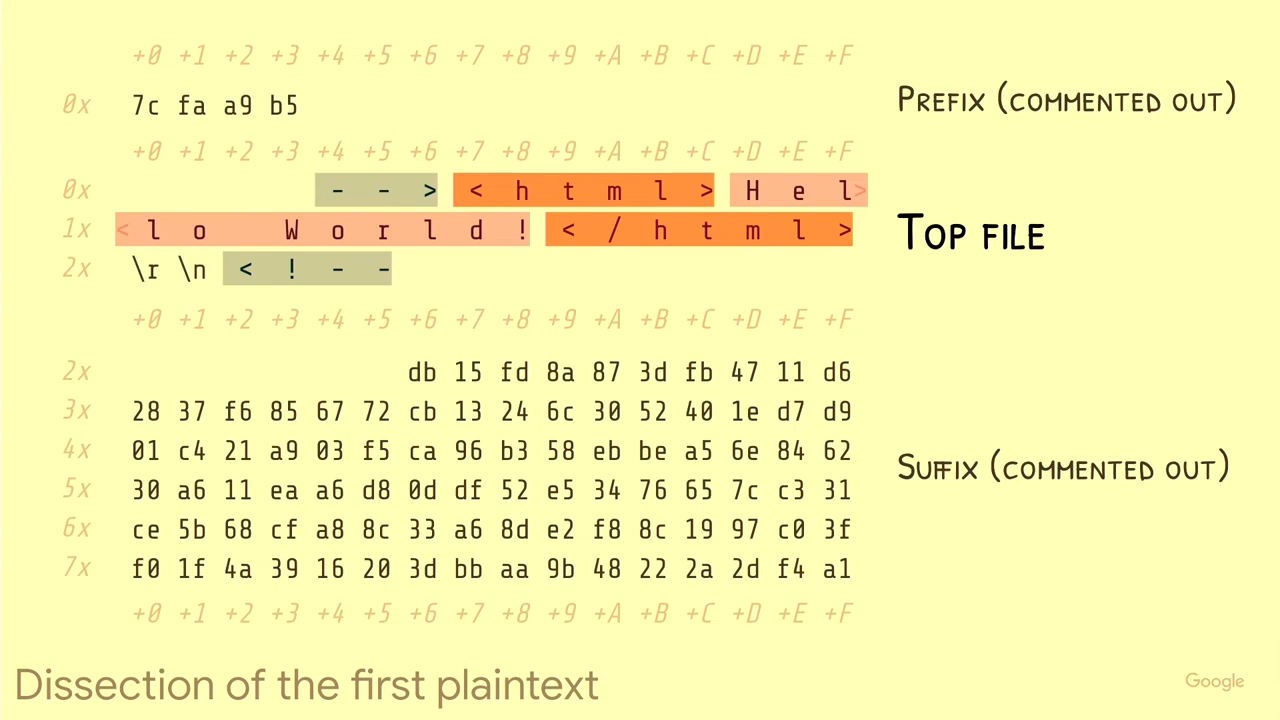 +0 +1 +2 +3 +4 +5 +6 +7 +8 +9 +A +B +C +D +E +F
0x 7c fa a9 b5
Prefix (commented out)
+0 +1 +2 +3 +4 +5 +6 +7 +8 +9 +A +B +C +D +E +F
0x - - > < h t m l > H e l>
1x < l o W o r l d ! < / h t m l >
Top file
2x \r \n < ! - -
+0 +1 +2 +3 +4 +5 +6 +7 +8 +9 +A +B +C +D +E +F
2x db 15 fd 8a 87 3d fb 47 11 d6
3x 28 37 f6 85 67 72 cb 13 24 6c 30 52 40 1e d7 d9
4x 01 c4 21 a9 03 f5 ca 96 b3 58 eb be a5 6e 84 62
Suffix (commented out)
5x 30 a6 11 ea a6 d8 0d df 52 e5 34 76 65 7c c3 31
6x ce 5b 68 cf a8 8c 33 a6 8d e2 f8 8c 19 97 c0 3f
7x f0 1f 4a 39 16 20 3d bb aa 9b 48 22 2a 2d f4 a1
+0 +1 +2 +3 +4 +5 +6 +7 +8 +9 +A +B +C +D +E +F
Dissection of the first plaintext
Google